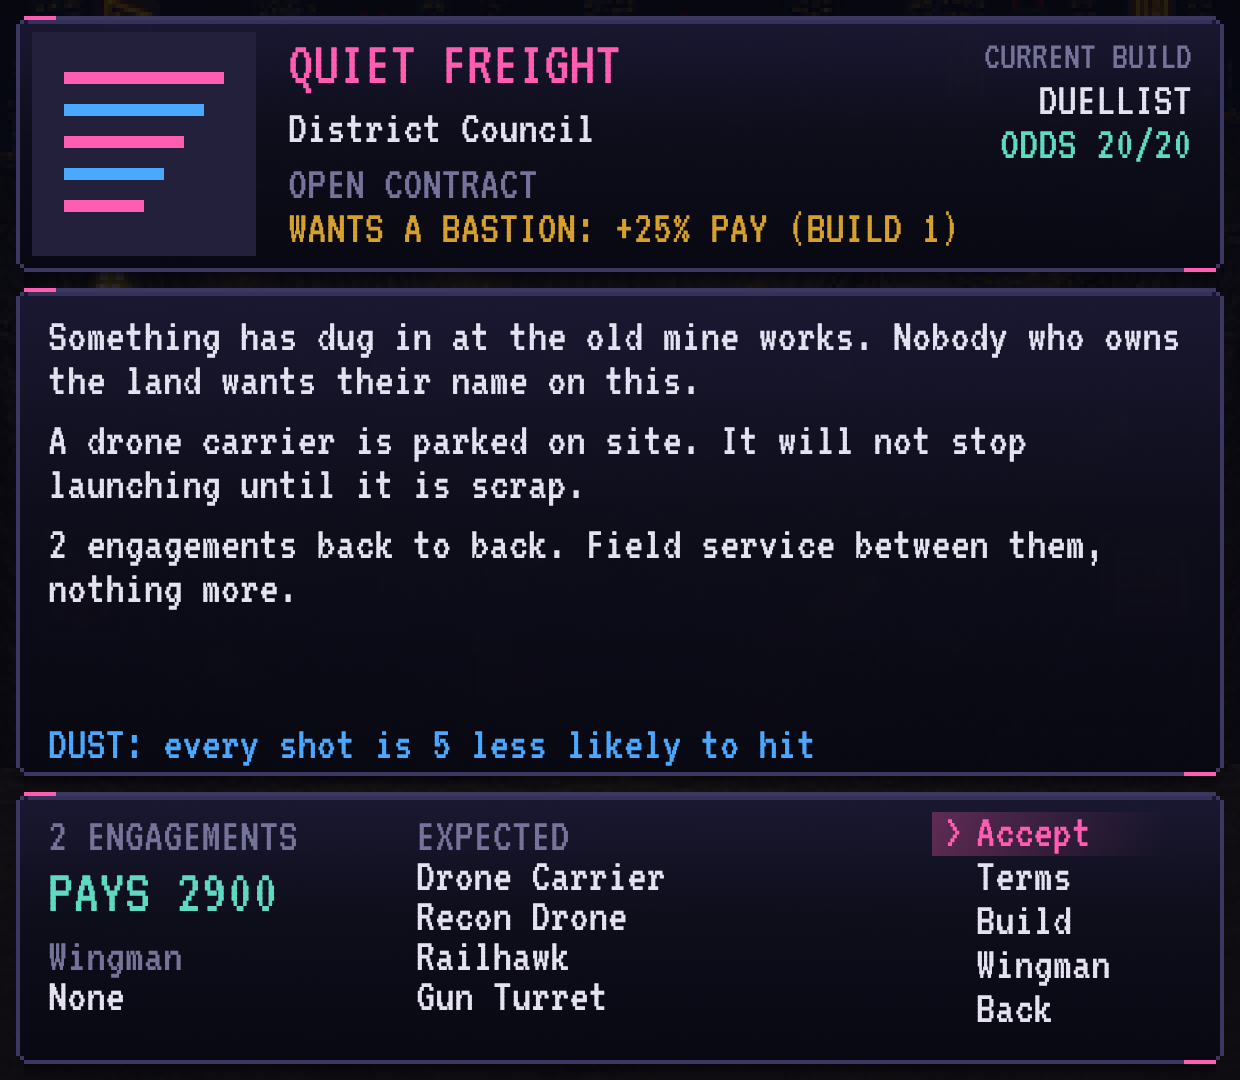 QUIET FREIGHT
District Council
OPEN CONTRACT
WANTS A BASTION: +25% PAY (BUILD 1)
CURRENT BUILD
DUELLIST
ODDS 20/20
Something has dug in at the old mine works. Nobody who owns
the land wants their name on this.
A drone carrier is parked on site. It will not stop
launching until it is scrap.
2 engagements back to back. Field service between them,
nothing more.
DUST: every shot is 5 less likely to hit
2 ENGAGEMENTS
PAYS 2900
Wingman
None
EXPECTED
Drone Carrier
Recon Drone
Railhawk
Gun Turret
> Accept
Terms
Build
Wingman
Back